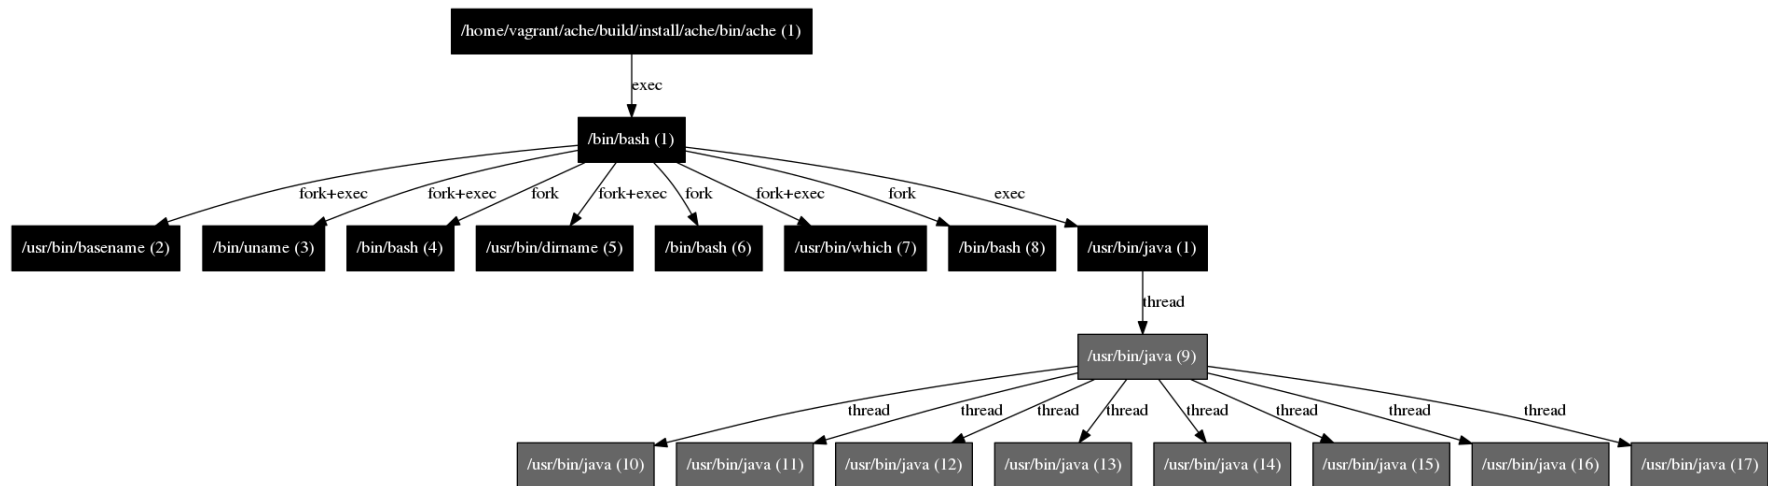 /home/vagrant/ache/build/install/ache/bin/ache (1)
exec
/bin/bash (1)
fork+exec fork+exec fork fork+exec fork fork+exec fork exec
/usr/bin/basename (2) /bin/uname (3) /bin/bash (4) /usr/bin/dirname (5) /bin/bash (6) /usr/bin/which (7) /bin/bash (8) /usr/bin/java (1)
thread
/usr/bin/java (9)
thread thread thread thread thread thread thread thread
/usr/bin/java (10) /usr/bin/java (11) /usr/bin/java (12) /usr/bin/java (13) /usr/bin/java (14) /usr/bin/java (15) /usr/bin/java (16) /usr/bin/java (17)